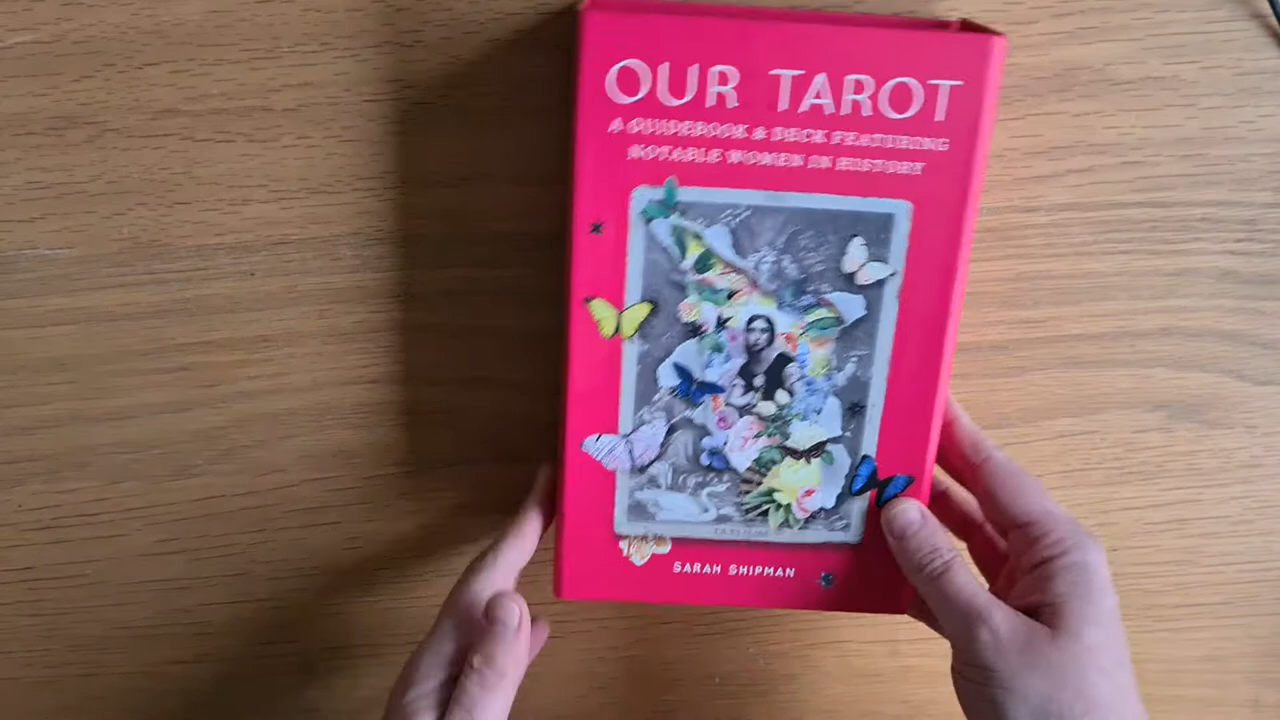 OUR TAROT
A GUIDEBOOK & DECK FEATURING
NOTABLE WOMEN IN HISTORY
SARAH SHIPMAN